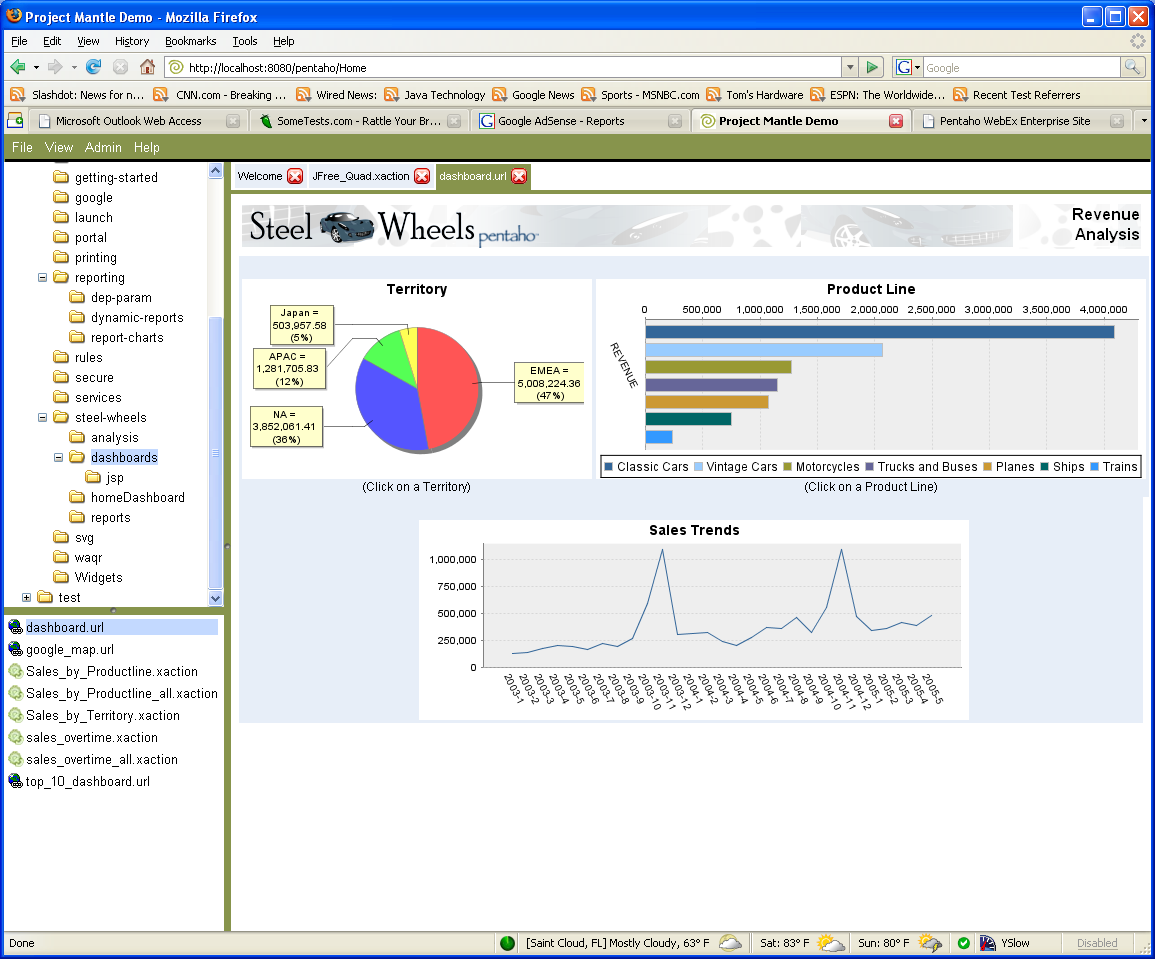 Project Mantle Demo - Mozilla Firefox
File Edit View History Bookmarks Tools Help
http://localhost:8080/pentaho/Home
G Google
Slashdot: News for n... CNN.com - Breaking ... Wired News: Java Technology Google News Sports - MSNBC.com Tom's Hardware ESPN: The Worldwide... Recent Test Referrers
Microsoft Outlook Web Access SomeTests.com - Rattle Your Br... G Google AdSense - Reports Project Mantle Demo Pentaho WebEx Enterprise Site
File View Admin Help
getting-started
google
launch
portal
printing
reporting
dep-param
dynamic-reports
report-charts
rules
secure
services
steel-wheels
analysis
dashboards
jsp
homeDashboard
reports
svg
waqr
Widgets
test
dashboard.url
google_map.url
Sales_by_Productline.xaction
Sales_by_Productline_all.xaction
Sales_by_Territory.xaction
sales_overtime.xaction
sales_overtime_all.xaction
top_10_dashboard.url
Welcome JFree_Quad.xaction dashboard.url
Steel Wheels pentaho
Revenue
Analysis
Territory
Japan =
503,957.58
(5%)
APAC =
1,281,705.83
(12%)
NA =
3,852,061.41
(36%)
EMEA =
5,008,224.36
(47%)
(Click on a Territory)
Product Line
0 500,000 1,000,000 1,500,000 2,000,000 2,500,000 3,000,000 3,500,000 4,000,000
REVENUE
Classic Cars Vintage Cars Motorcycles Trucks and Buses Planes Ships Trains
(Click on a Product Line)
Sales Trends
1,000,000
750,000
500,000
250,000
0
2003-1 2003-2 2003-3 2003-4 2003-5 2003-6 2003-7 2003-8 2003-9 2003-10 2003-11 2003-12 2004-1 2004-2 2004-3 2004-4 2004-5 2004-6 2004-7 2004-8 2004-9 2004-10 2004-11 2004-12 2005-1 2005-2 2005-3 2005-4 2005-5
Done [Saint Cloud, FL] Mostly Cloudy, 63° F Sat: 83° F Sun: 80° F YSlow Disabled